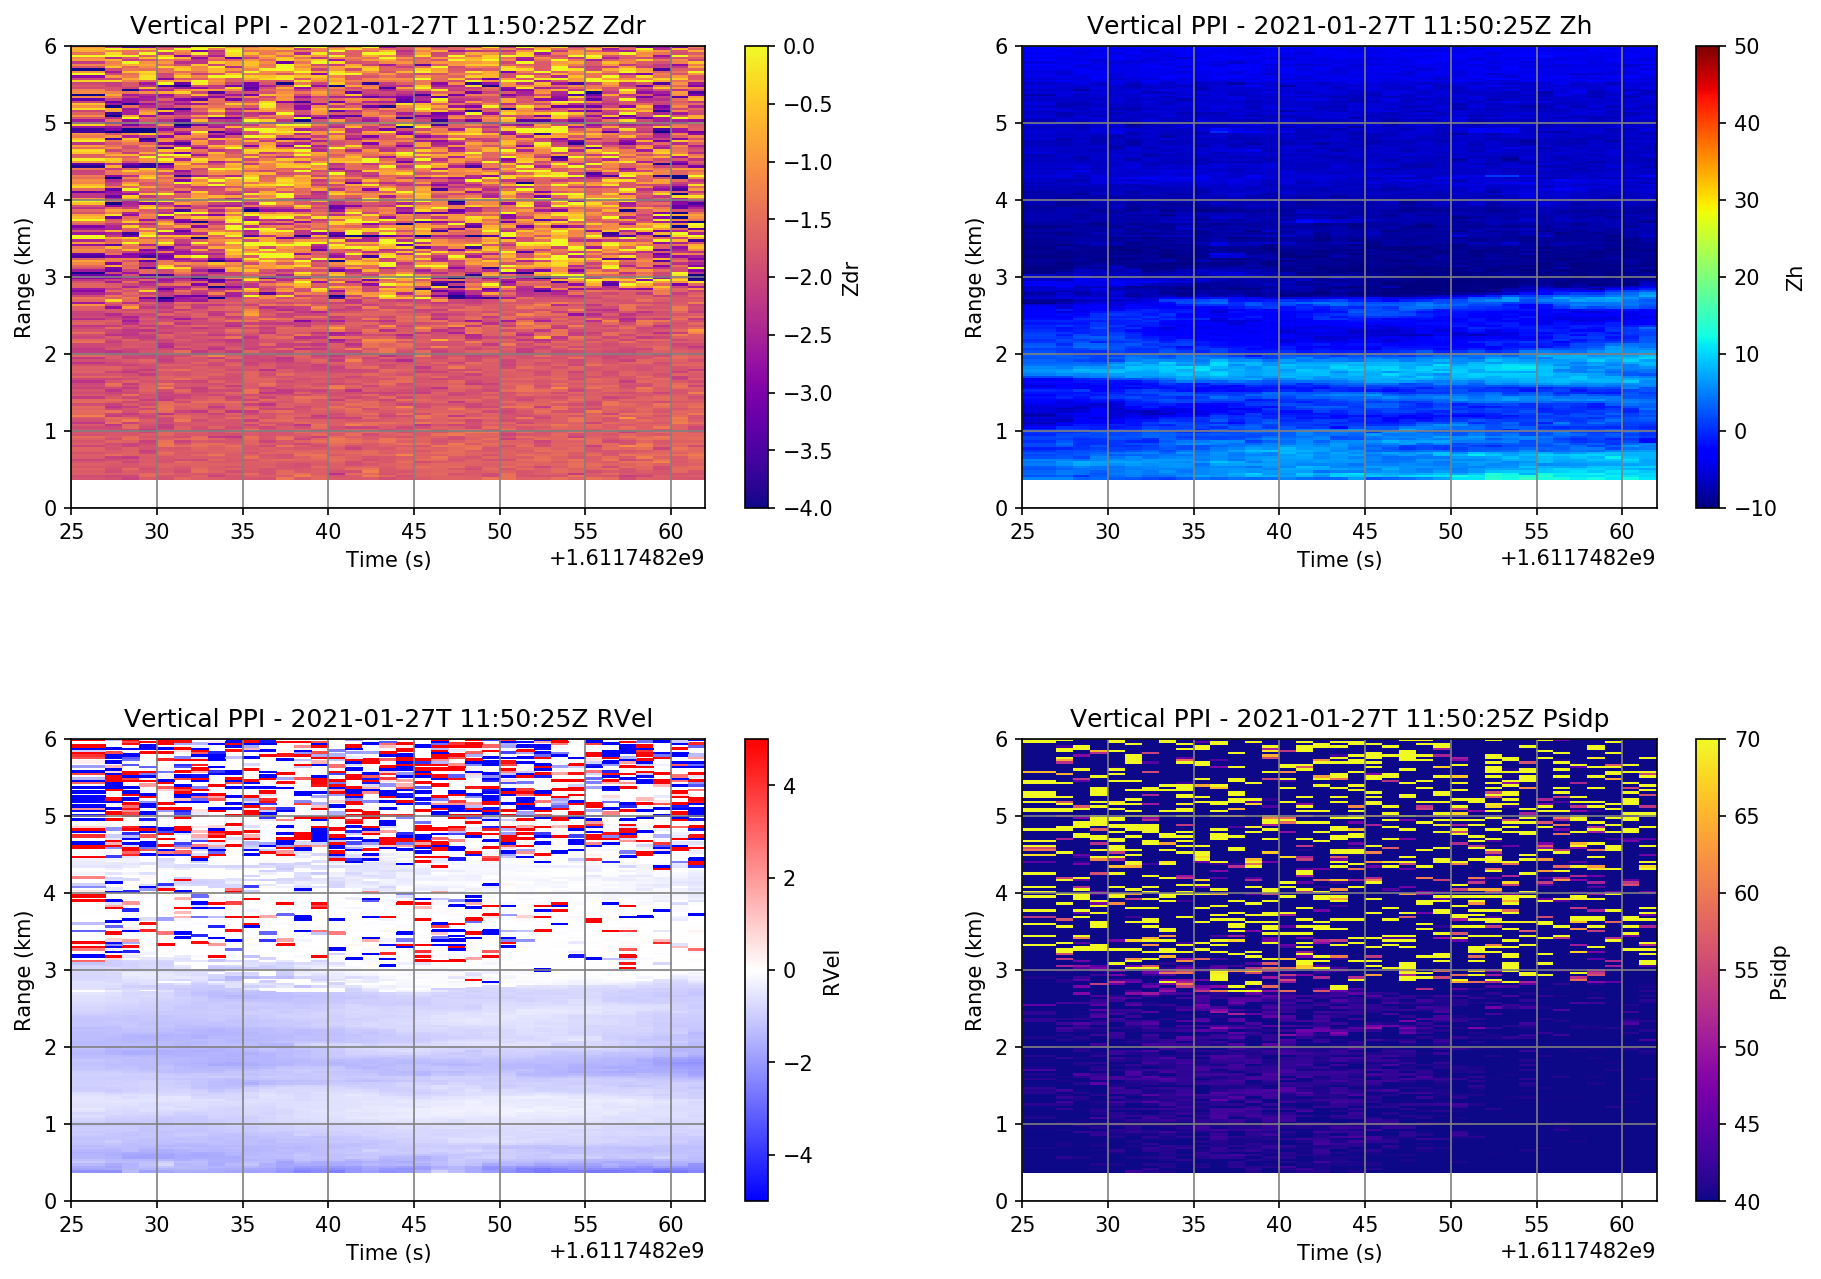 Vertical PPI - 2021-01-27T 11:50:25Z Zdr
6
5
4
3
2
1
0
Range (km)
25 30 35 40 45 50 55 60
Time (s)
+1.6117482e9
0.0
−0.5
−1.0
−1.5
−2.0
−2.5
−3.0
−3.5
−4.0
Zdr
Vertical PPI - 2021-01-27T 11:50:25Z Zh
6
5
4
3
2
1
0
Range (km)
25 30 35 40 45 50 55 60
Time (s)
+1.6117482e9
50
40
30
20
10
0
−10
Zh
Vertical PPI - 2021-01-27T 11:50:25Z RVel
6
5
4
3
2
1
0
Range (km)
25 30 35 40 45 50 55 60
Time (s)
+1.6117482e9
4
2
0
−2
−4
RVel
Vertical PPI - 2021-01-27T 11:50:25Z Psidp
6
5
4
3
2
1
0
Range (km)
25 30 35 40 45 50 55 60
Time (s)
+1.6117482e9
70
65
60
55
50
45
40
Psidp